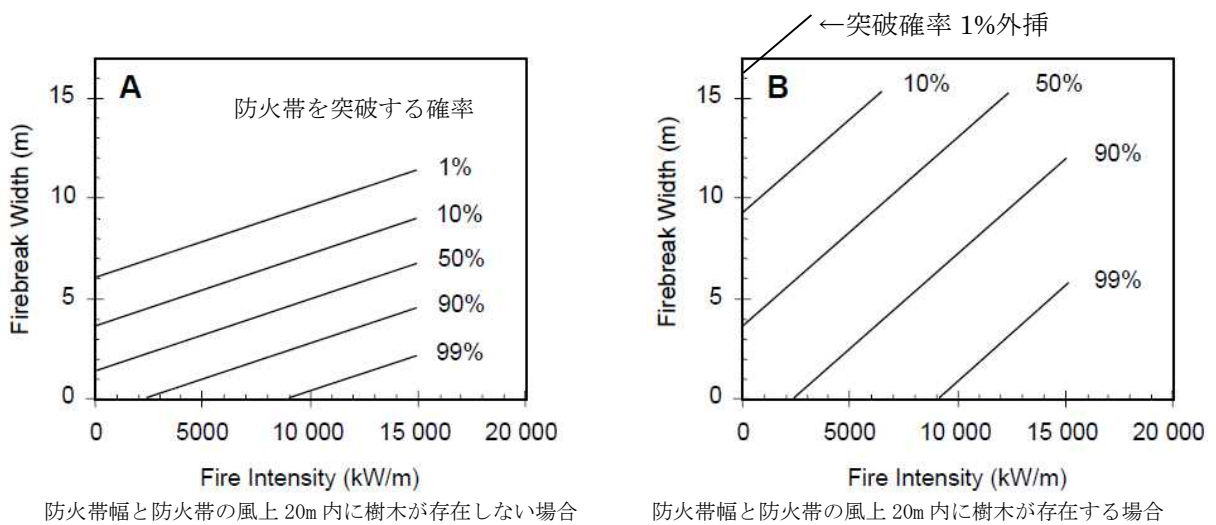 ←突破確率 1%外挿
A
防火帯を突破する確率
15
10
5
0
Firebreak Width (m)
1%
10%
50%
90%
99%
0 5000 10 000 15 000 20 000
Fire Intensity (kW/m)
防火帯幅と防火帯の風上 20m 内に樹木が存在しない場合
B
15
10
5
0
Firebreak Width (m)
10%
50%
90%
99%
0 5000 10 000 15 000 20 000
Fire Intensity (kW/m)
防火帯幅と防火帯の風上 20m 内に樹木が存在する場合